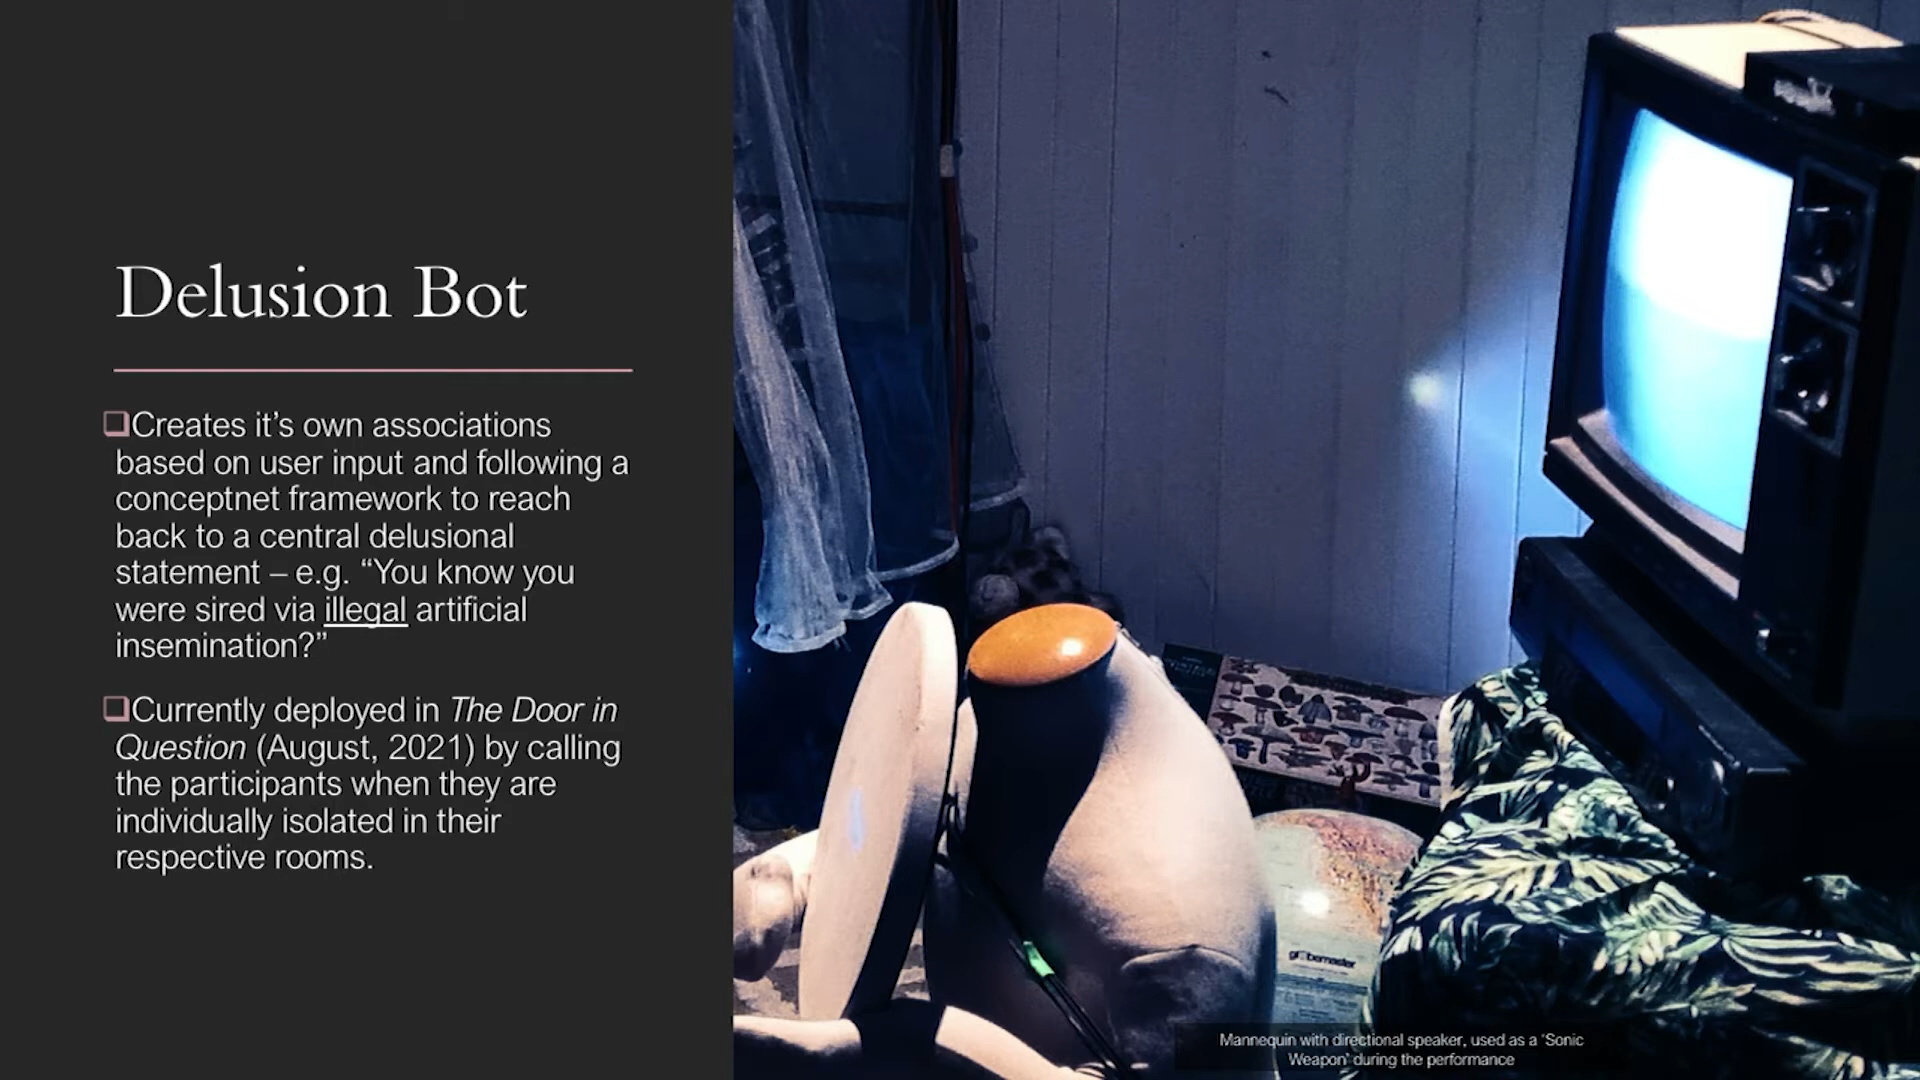 Delusion Bot
Creates it’s own associations
based on user input and following a
conceptnet framework to reach
back to a central delusional
statement – e.g. “You know you
were sired via illegal artificial
insemination?”
Currently deployed in The Door in
Question (August, 2021) by calling
the participants when they are
individually isolated in their
respective rooms.
globemaster
Mannequin with directional speaker, used as a ‘Sonic
Weapon’ during the performance